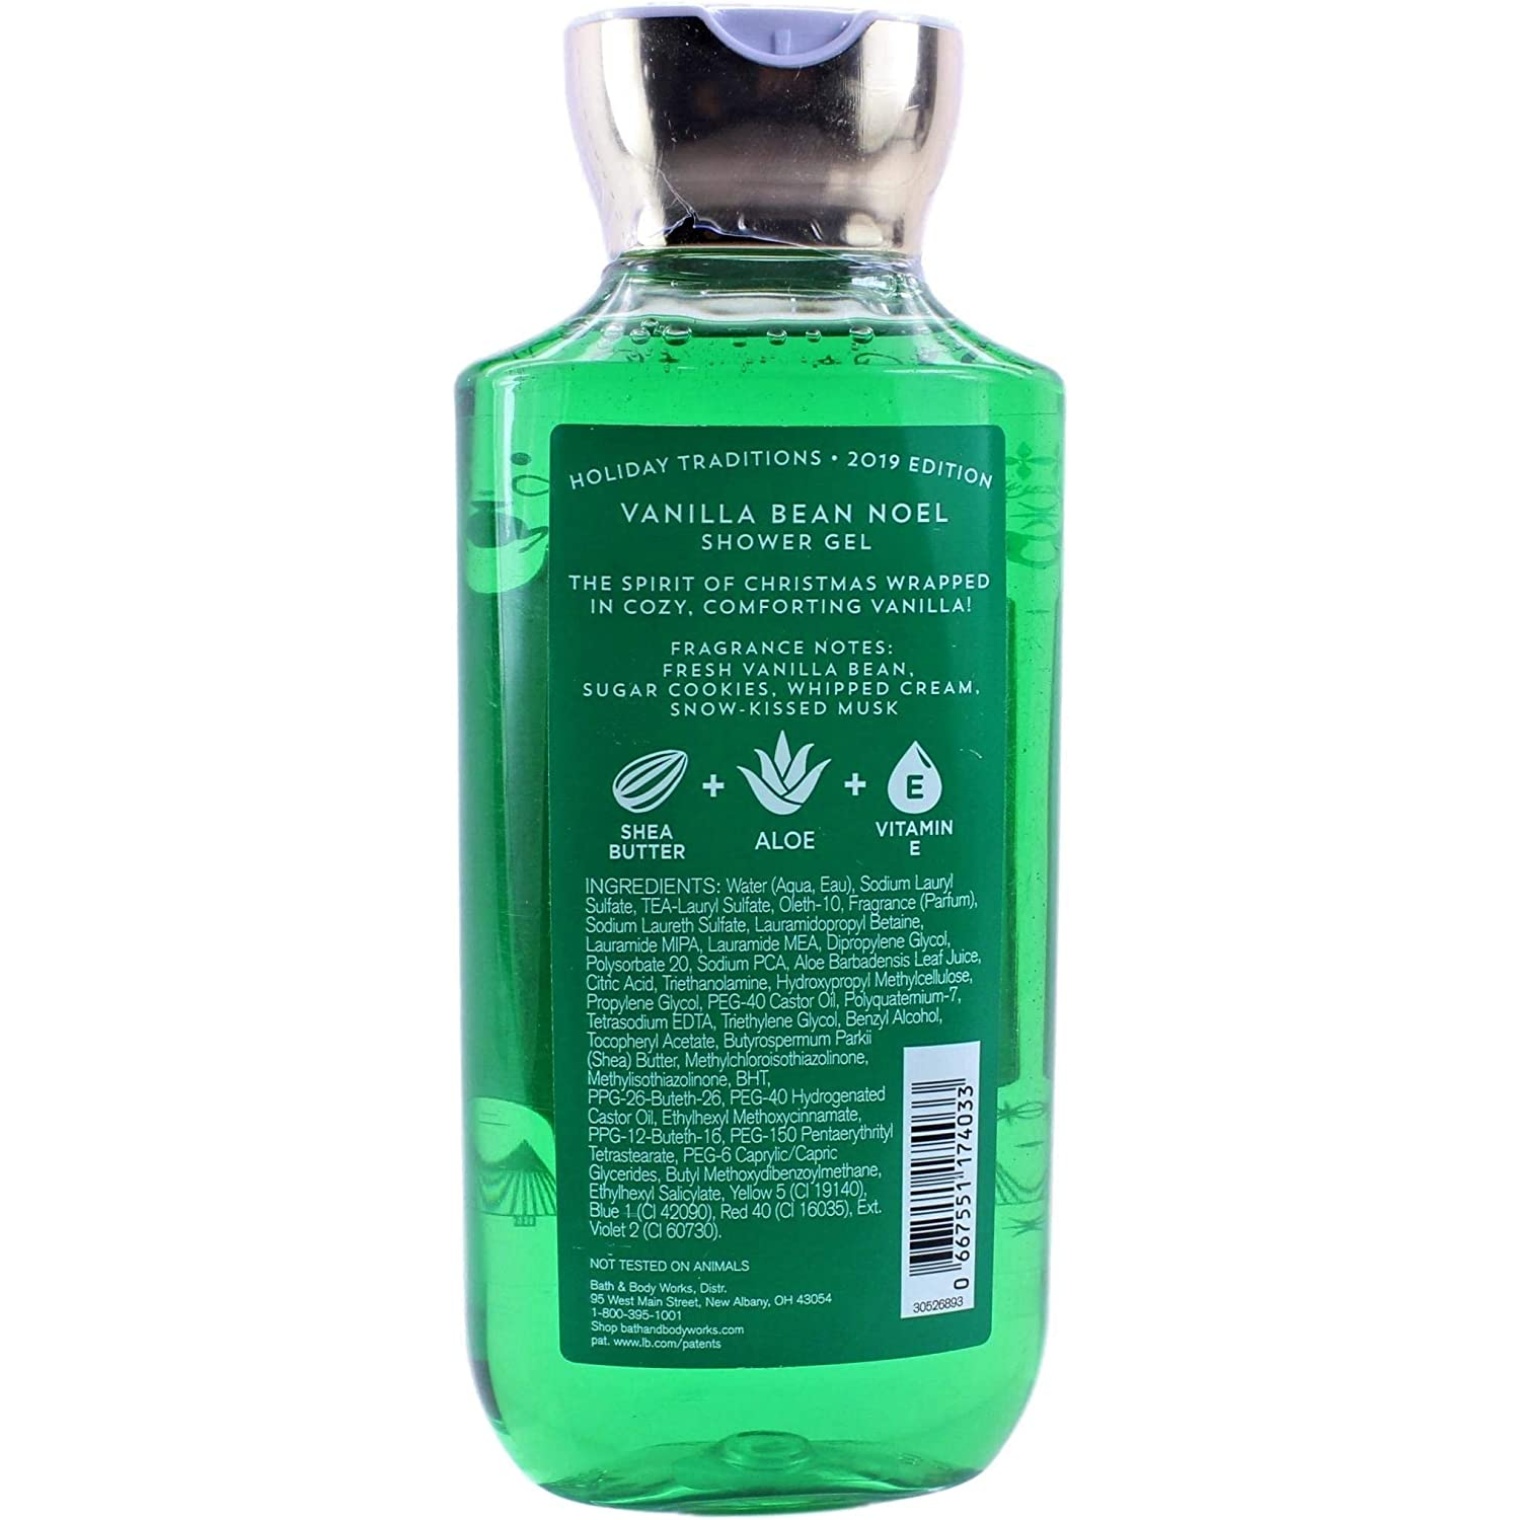 HOLIDAY TRADITIONS • 2019 EDITION
VANILLA BEAN NOEL
SHOWER GEL
THE SPIRIT OF CHRISTMAS WRAPPED
IN COZY, COMFORTING VANILLA!
FRAGRANCE NOTES:
FRESH VANILLA BEAN,
SUGAR COOKIES, WHIPPED CREAM,
SNOW-KISSED MUSK
+ + E
SHEA
BUTTER
ALOE
VITAMIN
E
INGREDIENTS: Water (Aqua, Eau), Sodium Lauryl
Sulfate, TEA-Lauryl Sulfate, Oleth-10, Fragrance (Parfum),
Sodium Laureth Sulfate, Lauramidopropyl Betaine,
Lauramide MIPA, Lauramide MEA, Dipropylene Glycol,
Polysorbate 20, Sodium PCA, Aloe Barbadensis Leaf Juice,
Citric Acid, Triethanolamine, Hydroxypropyl Methylcellulose,
Propylene Glycol, PEG-40 Castor Oil, Polyquaternium-7,
Tetrasodium EDTA, Triethylene Glycol, Benzyl Alcohol,
Tocopheryl Acetate, Butyrospermum Parkii
(Shea) Butter, Methylchloroisothiazolinone,
Methylisothiazolinone, BHT,
PPG-26-Buteth-26, PEG-40 Hydrogenated
Castor Oil, Ethylhexyl Methoxycinnamate,
PPG-12-Buteth-16, PEG-150 Pentaerythrityl
Tetrastearate, PEG-6 Caprylic/Capric
Glycerides, Butyl Methoxydibenzoylmethane,
Ethylhexyl Salicylate, Yellow 5 (CI 19140),
Blue 1 (CI 42090), Red 40 (CI 16035), Ext.
Violet 2 (CI 60730).
NOT TESTED ON ANIMALS
Bath & Body Works, Distr.
95 West Main Street, New Albany, OH 43054
1-800-395-1001
Shop bathandbodyworks.com
pat. www.lb.com/patents
0 667551 174033
30526893